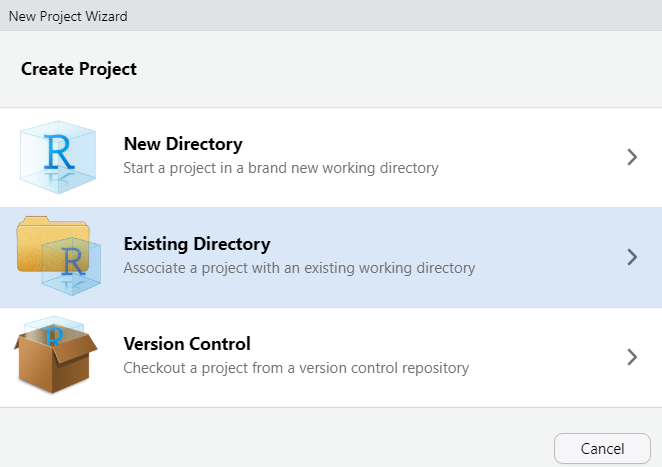 New Project Wizard
Create Project
R
New Directory
Start a project in a brand new working directory
R
Existing Directory
Associate a project with an existing working directory
R
Version Control
Checkout a project from a version control repository
Cancel